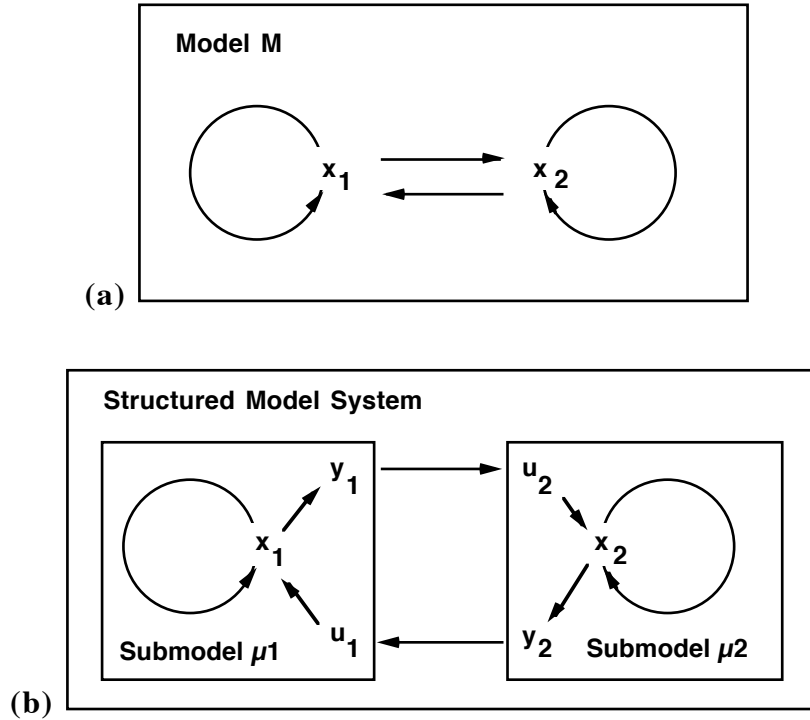 Model M
x1
x2
(a)
Structured Model System
y1
u2
x1
x2
u1
y2
Submodel µ1
Submodel µ2
(b)